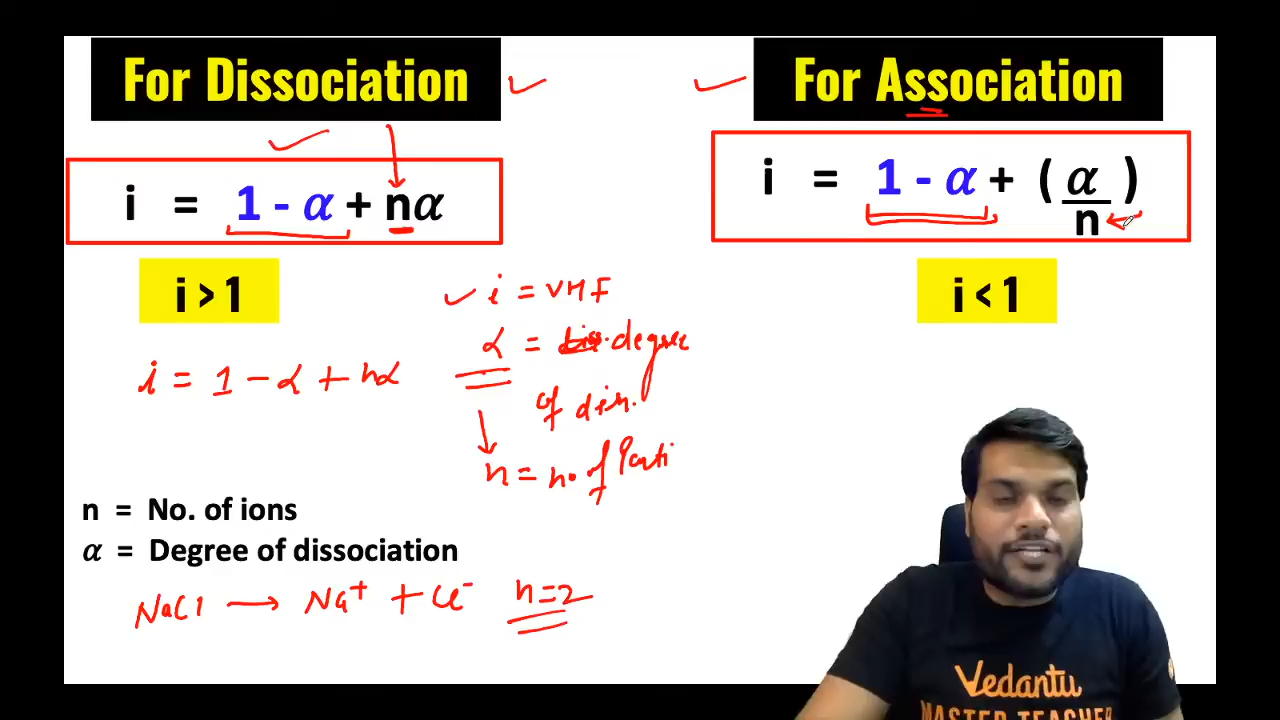 For Dissociation
i = 1 - α + nα
i > 1
i = 1 - α + nα
i = VHF
α = degree
of diss.
n = no. of Parti
n = No. of ions
α = Degree of dissociation
NaCl → Na⁺ + Cl⁻ n=2
For Association
i = 1 - α + (α/n)
i < 1
Vedantu
MASTER TEACHER